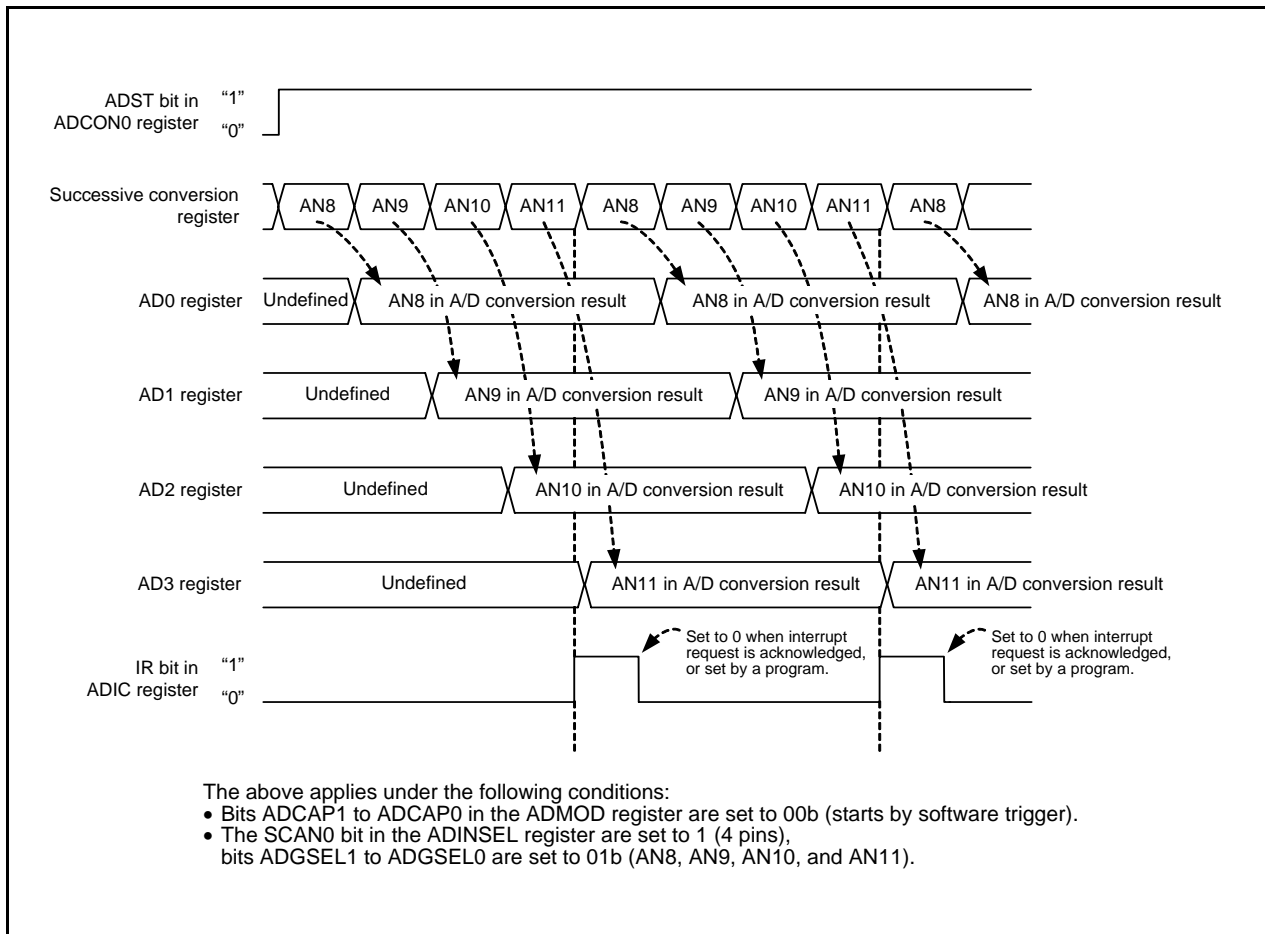 ADST bit in
ADCON0 register
“1”
“0”
Successive conversion
register
AN8 AN9 AN10 AN11 AN8 AN9 AN10 AN11 AN8
AD0 register
Undefined AN8 in A/D conversion result AN8 in A/D conversion result AN8 in A/D conversion result
AD1 register
Undefined AN9 in A/D conversion result AN9 in A/D conversion result
AD2 register
Undefined AN10 in A/D conversion result AN10 in A/D conversion result
AD3 register
Undefined AN11 in A/D conversion result AN11 in A/D conversion result
IR bit in
ADIC register
“1”
“0”
Set to 0 when interrupt
request is acknowledged,
or set by a program.
Set to 0 when interrupt
request is acknowledged,
or set by a program.
The above applies under the following conditions:
• Bits ADCAP1 to ADCAP0 in the ADMOD register are set to 00b (starts by software trigger).
• The SCAN0 bit in the ADINSEL register are set to 1 (4 pins),
bits ADGSEL1 to ADGSEL0 are set to 01b (AN8, AN9, AN10, and AN11).